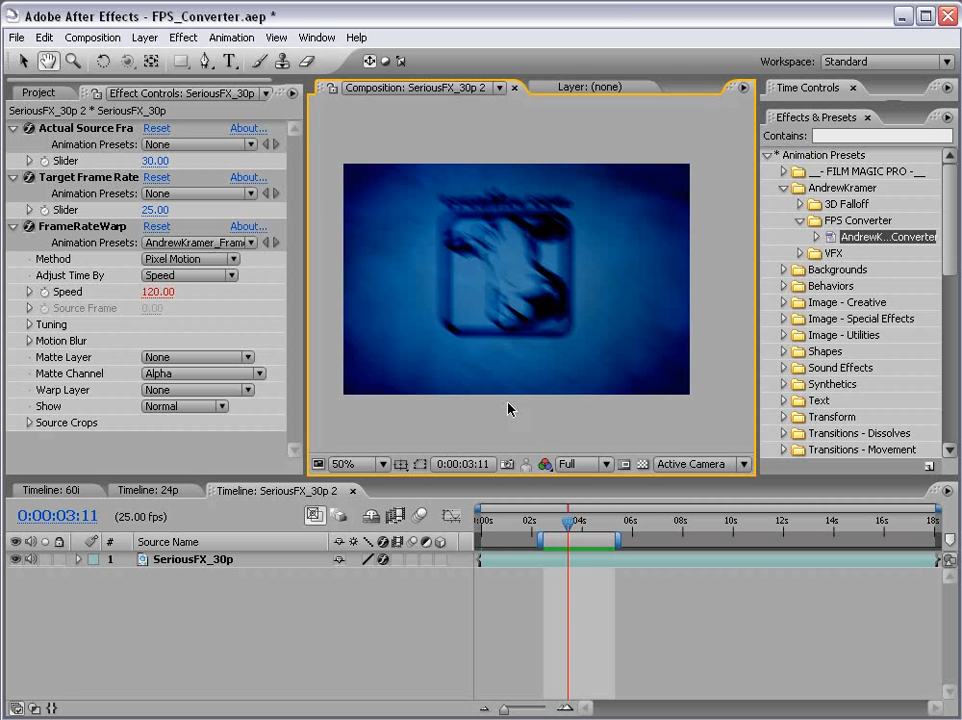 Adobe After Effects - FPS_Converter.aep *
File Edit Composition Layer Effect Animation View Window Help
Workspace: Standard
Project
Effect Controls: SeriousFX_30p
SeriousFX_30p 2 * SeriousFX_30p
Actual Source Fra Reset About...
Animation Presets: None
Slider 30.00
Target Frame Rate Reset About...
Animation Presets: None
Slider 25.00
FrameRateWarp Reset About...
Animation Presets: AndrewKramer_Fram
Method Pixel Motion
Adjust Time By Speed
Speed 120.00
Source Frame 0.00
Tuning
Motion Blur
Matte Layer None
Matte Channel Alpha
Warp Layer None
Show Normal
Source Crops
Composition: SeriousFX_30p 2
Layer: (none)
50% 0:00:03:11 Full Active Camera
Time Controls
Effects & Presets
Contains:
* Animation Presets
__- FILM MAGIC PRO -__
AndrewKramer
3D Falloff
FPS Converter
AndrewK...Converter
VFX
Backgrounds
Behaviors
Image - Creative
Image - Special Effects
Image - Utilities
Shapes
Sound Effects
Synthetics
Text
Transform
Transitions - Dissolves
Transitions - Movement
Timeline: 60i
Timeline: 24p
Timeline: SeriousFX_30p 2
0:00:03:11 (25.00 fps)
:00s 02s 04s 06s 08s 10s 12s 14s 16s 18s
# Source Name
1 SeriousFX_30p